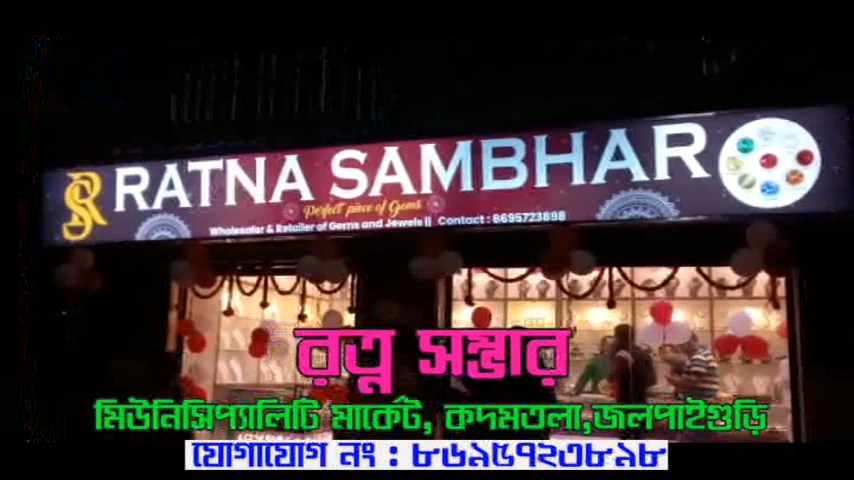 SR RATNA SAMBHAR
Perfect piece of Gems
Wholesaler & Retailer of Gems and Jewels || Contact : 8695723898
রত্ন সম্ভার
মিউনিসিপ্যালিটি মার্কেট, কদমতলা,জলপাইগুড়ি
যোগাযোগ নং : ৮৬৯৫৭২৩৮৯৮